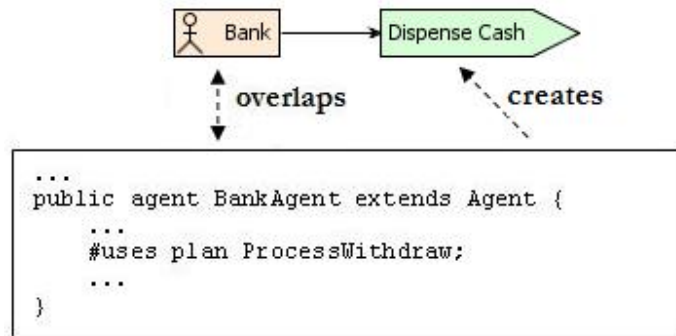 Bank
Dispense Cash
overlaps
creates
...
public agent BankAgent extends Agent {
...
#uses plan ProcessWithdraw;
...
}